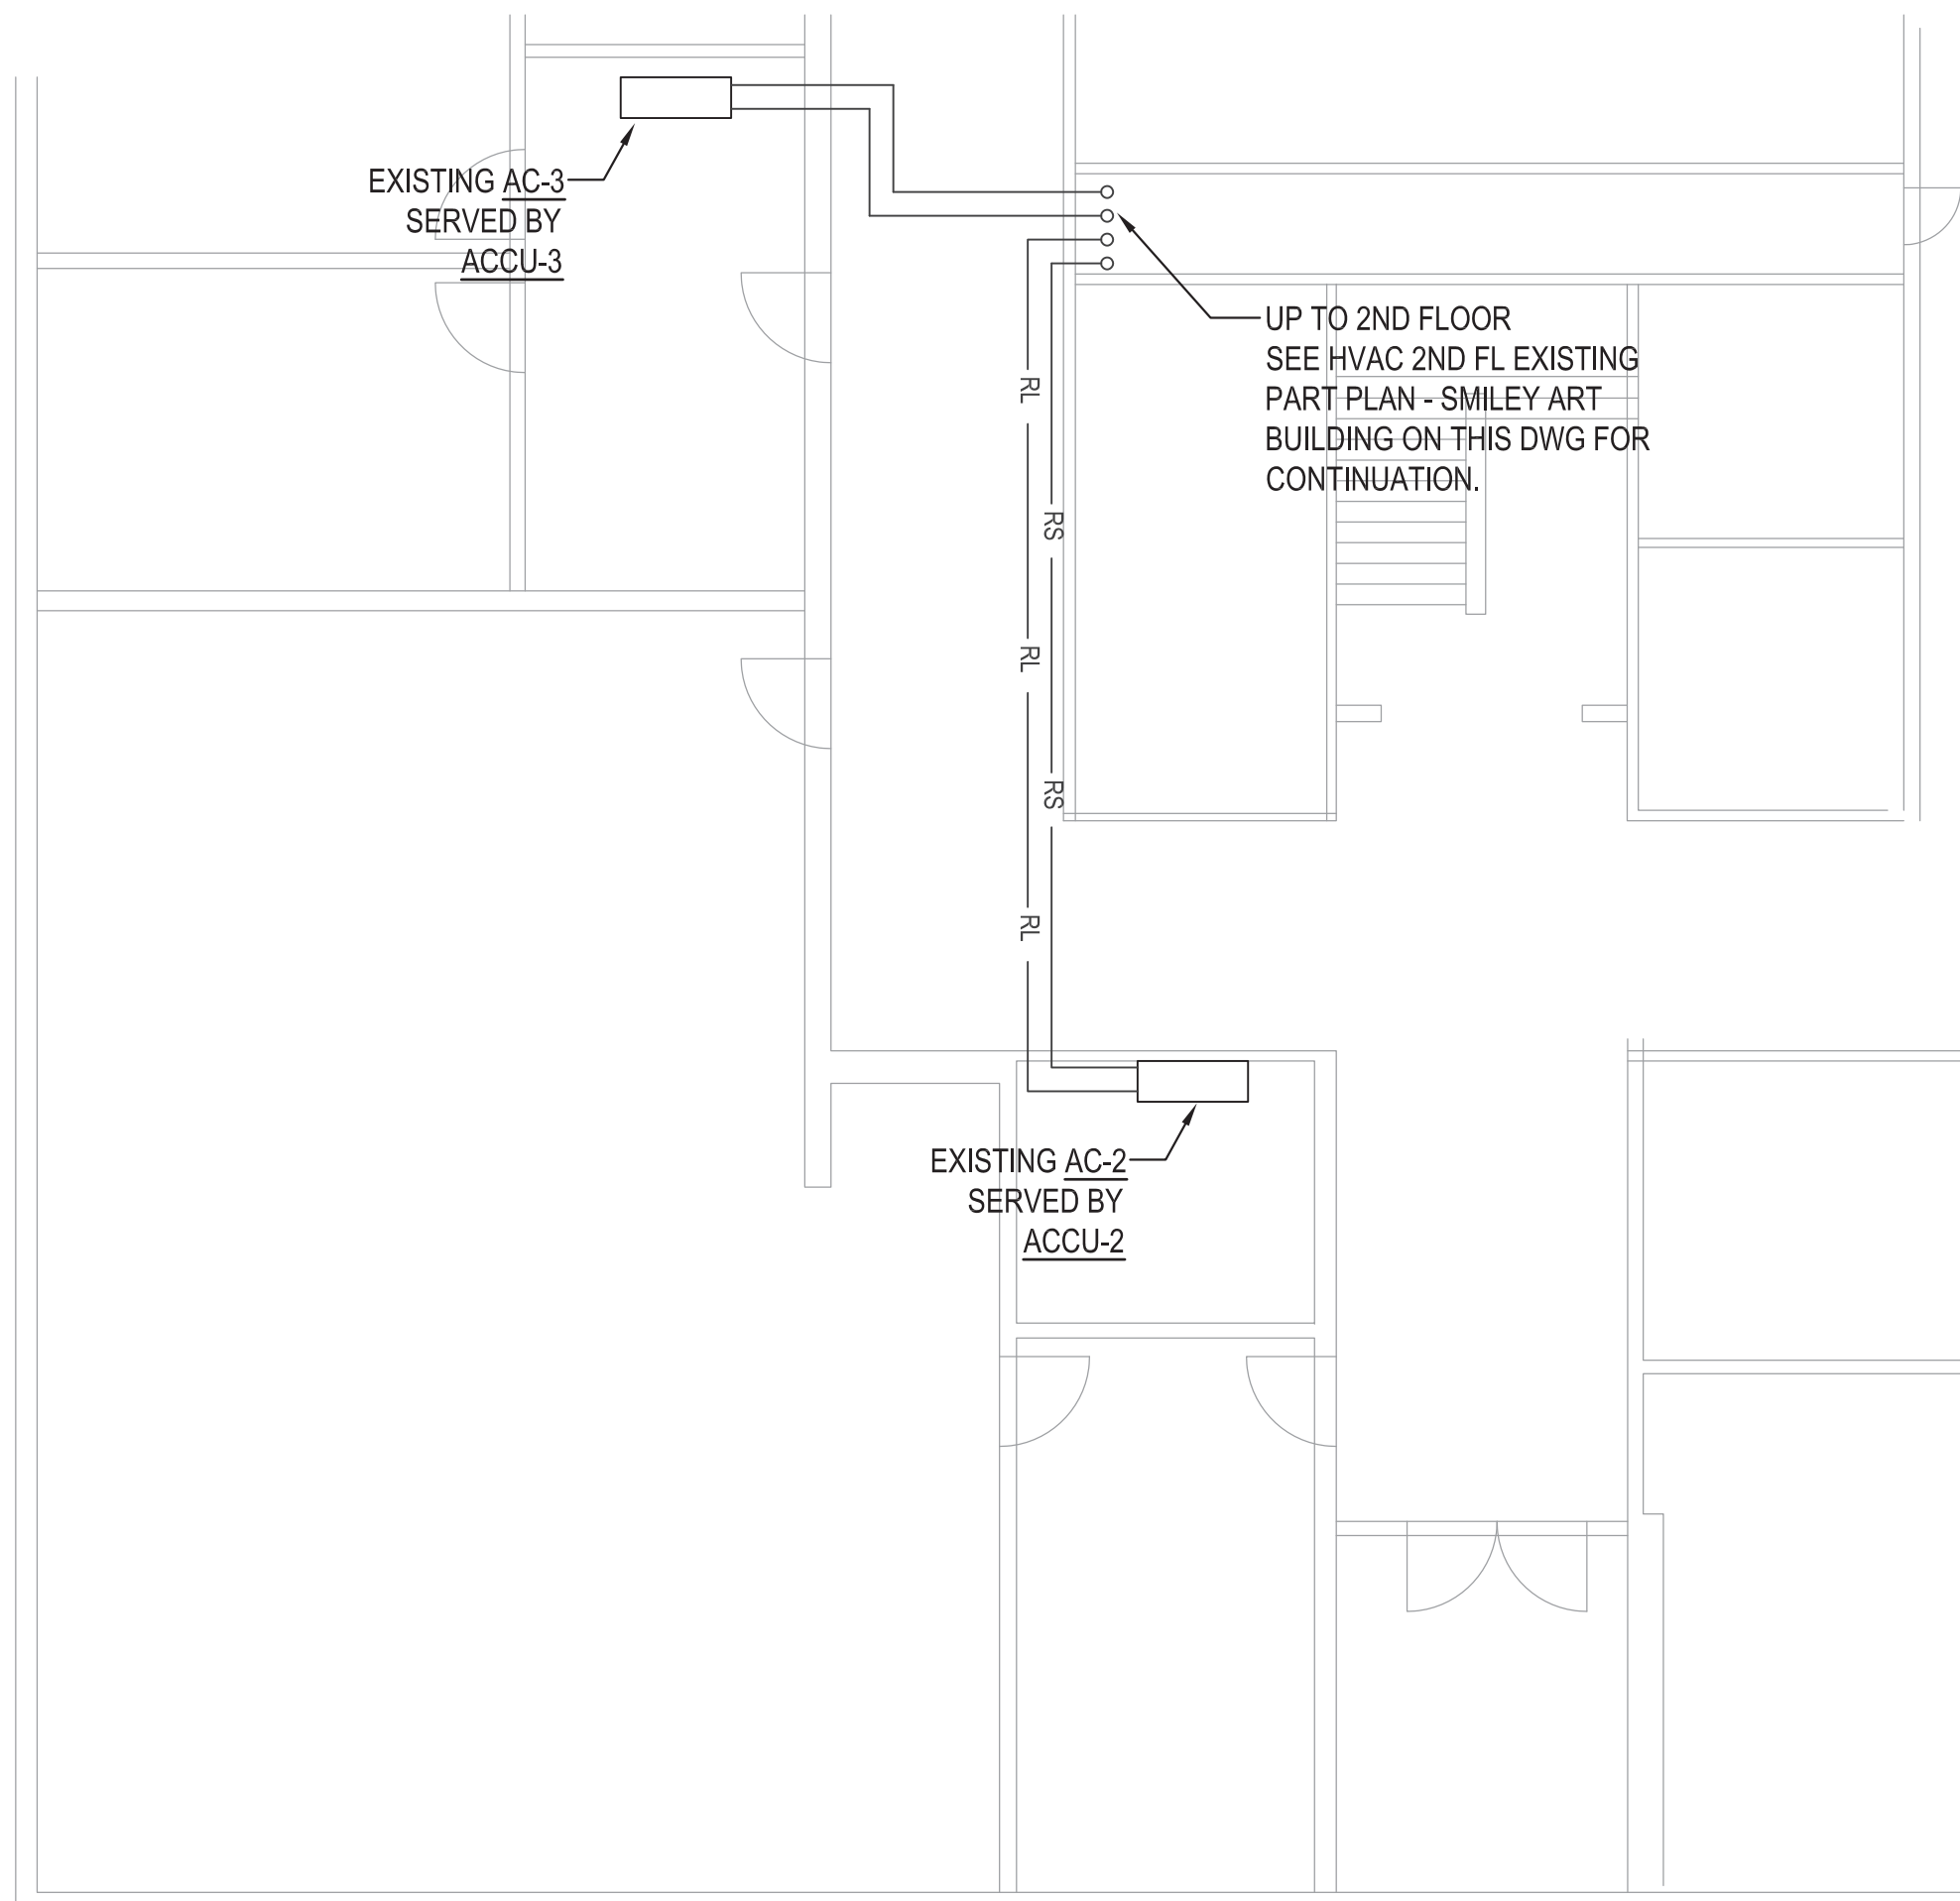 EXISTING AC-3
SERVED BY
ACCU-3
UP TO 2ND FLOOR
SEE HVAC 2ND FL EXISTING
PART PLAN - SMILEY ART
BUILDING ON THIS DWG FOR
CONTINUATION.
RL
RS
RL
RS
RL
EXISTING AC-2
SERVED BY
ACCU-2